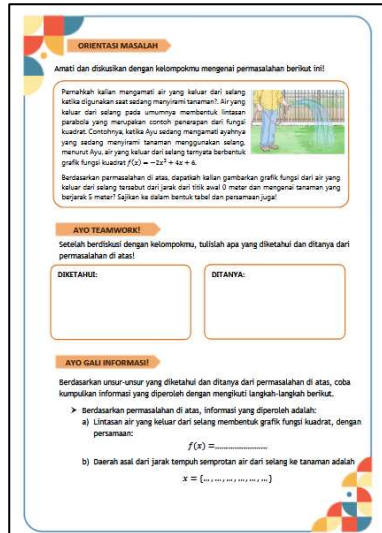 ORIENTASI MASALAH
Amati dan diskusikan dengan kelompokmu mengenai permasalahan berikut ini!
Pernahkah kalian mengamati air yang keluar dari selang
ketika digunakan saat sedang menyirami tanaman?. Air yang
keluar dari selang pada umumnya membentuk lintasan
parabola yang merupakan contoh penerapan dari fungsi
kuadrat. Contohnya, ketika Ayu sedang mengamati ayahnya
yang sedang menyirami tanaman menggunakan selang,
menurut Ayu, air yang keluar dari selang ternyata berbentuk
grafik fungsi kuadrat f(x) = −2x² + 4x + 6.
Berdasarkan permasalahan di atas, dapatkah kalian gambarkan grafik fungsi dari air yang
keluar dari selang tersebut dari jarak dari titik awal 0 meter dan mengenai tanaman yang
berjarak 5 meter? Sajikan ke dalam bentuk tabel dan persamaan juga!
AYO TEAMWORK!
Setelah berdiskusi dengan kelompokmu, tulislah apa yang diketahui dan ditanya dari
permasalahan di atas!
DIKETAHUI:
DITANYA:
AYO GALI INFORMASI!
Berdasarkan unsur-unsur yang diketahui dan ditanya dari permasalahan di atas, coba
kumpulkan informasi yang diperoleh dengan mengikuti langkah-langkah berikut.
➤ Berdasarkan permasalahan di atas, informasi yang diperoleh adalah:
a) Lintasan air yang keluar dari selang membentuk grafik fungsi kuadrat, dengan
persamaan:
f(x) =........................
b) Daerah asal dari jarak tempuh semprotan air dari selang ke tanaman adalah
x = {... , ... , ... , ... , ... , ...}